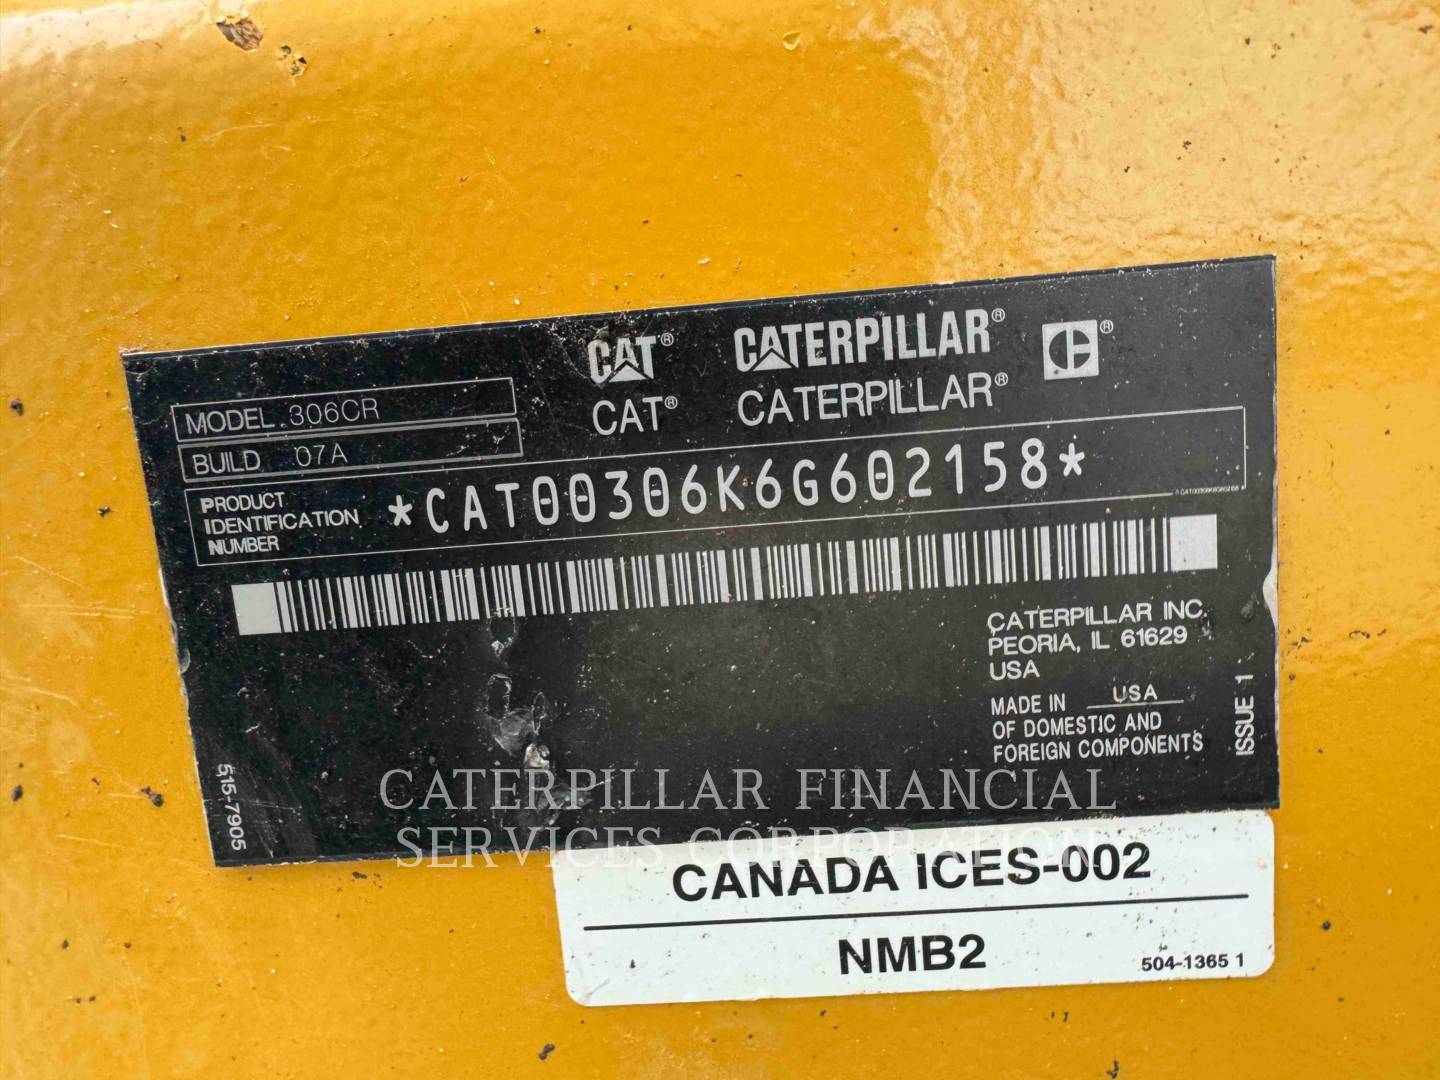 CAT® CATERPILLAR® C®
CAT® CATERPILLAR®
MODEL 306CR
BUILD 07A
PRODUCT IDENTIFICATION NUMBER *CAT00306K6G602158*
CATERPILLAR INC.
PEORIA, IL 61629
USA
MADE IN USA
OF DOMESTIC AND
FOREIGN COMPONENTS
ISSUE 1
515-7905
CATERPILLAR FINANCIAL
SERVICES CORPORATION
CANADA ICES-002
NMB2
504-1365 1